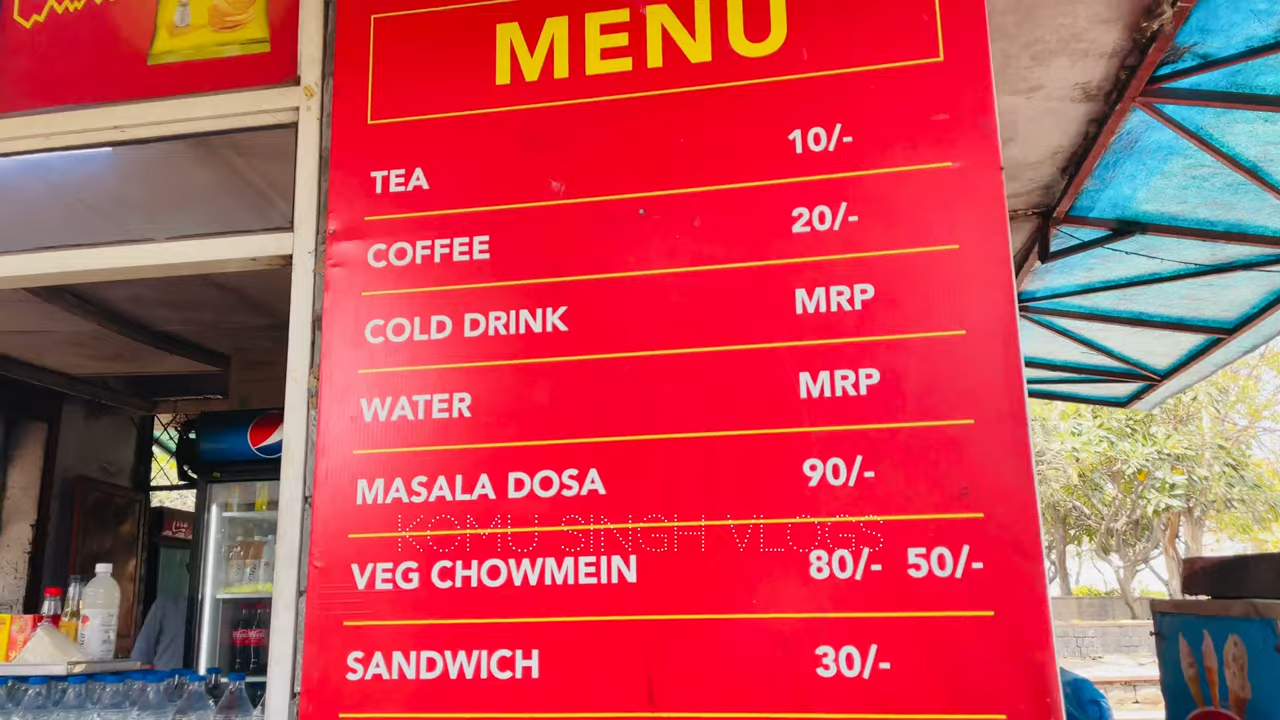 MENU
TEA 10/-
COFFEE 20/-
COLD DRINK MRP
WATER MRP
MASALA DOSA 90/-
KOMU SINGH VLOGS
VEG CHOWMEIN 80/- 50/-
SANDWICH 30/-